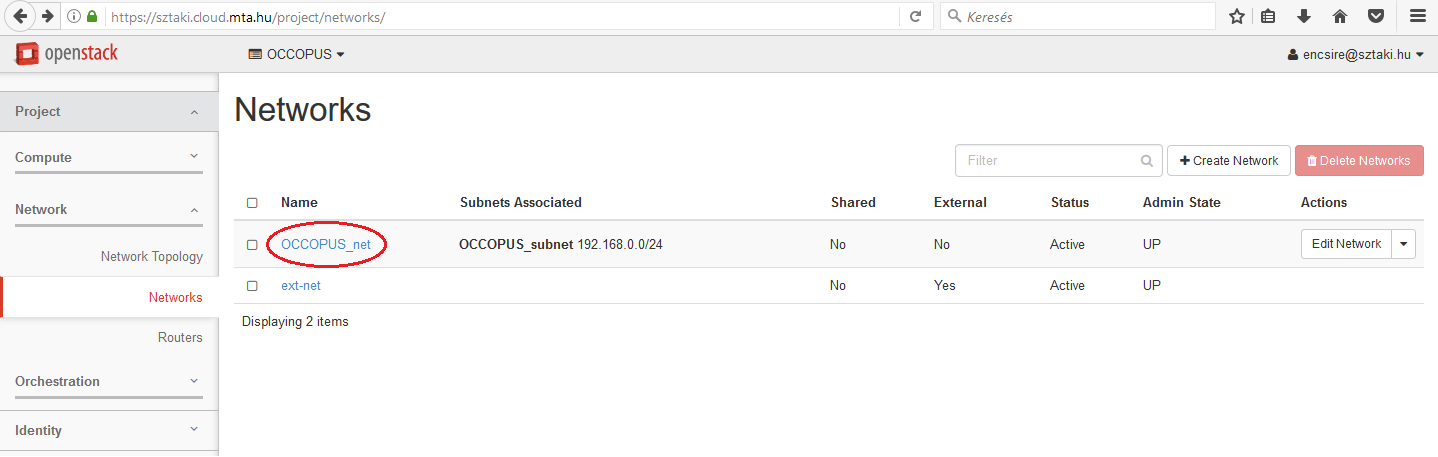 https://sztaki.cloud.mta.hu/project/networks/ Keresés
openstack OCCOPUS encsire@sztaki.hu
Project
Compute
Network
Network Topology
Networks
Routers
Orchestration
Identity
Networks
Filter Create Network Delete Networks
Name Subnets Associated Shared External Status Admin State Actions
OCCOPUS_net OCCOPUS_subnet 192.168.0.0/24 No No Active UP Edit Network
ext-net No Yes Active UP
Displaying 2 items